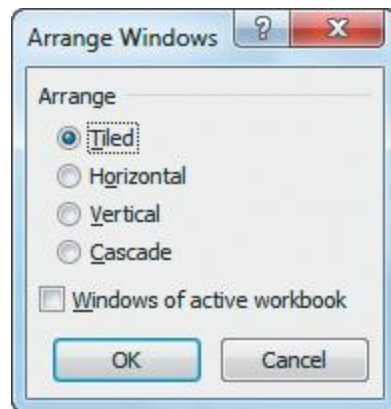 Arrange Windows
Arrange
Tiled
Horizontal
Vertical
Cascade
Windows of active workbook
OK
Cancel